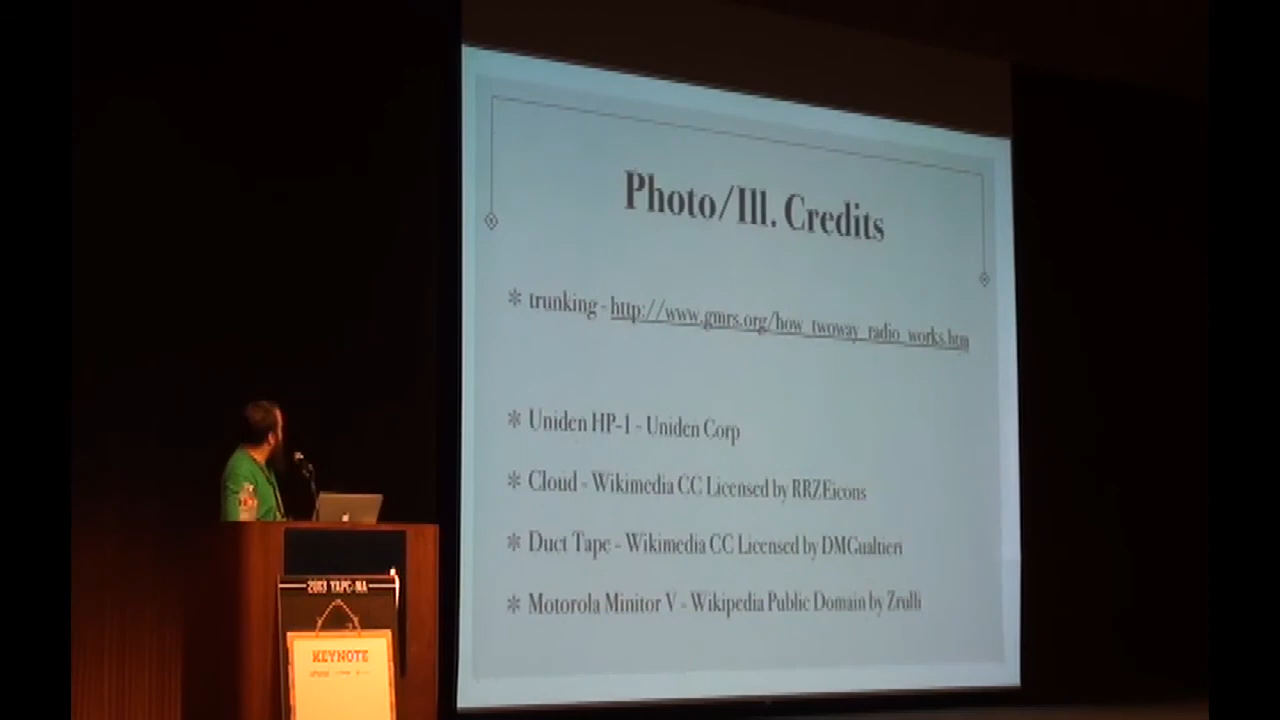 Photo/Ill. Credits
* trunking - http://www.gmrs.org/how_twoway_radio_works.htm
* Uniden HP-1 - Uniden Corp
* Cloud - Wikimedia CC Licensed by RRZEicons
* Duct Tape - Wikimedia CC Licensed by DMGualtieri
* Motorola Minitor V - Wikipedia Public Domain by Zrulli
2013 YAPC::NA
KEYNOTE